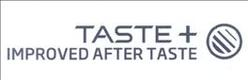 TASTE +
IMPROVED AFTER TASTE